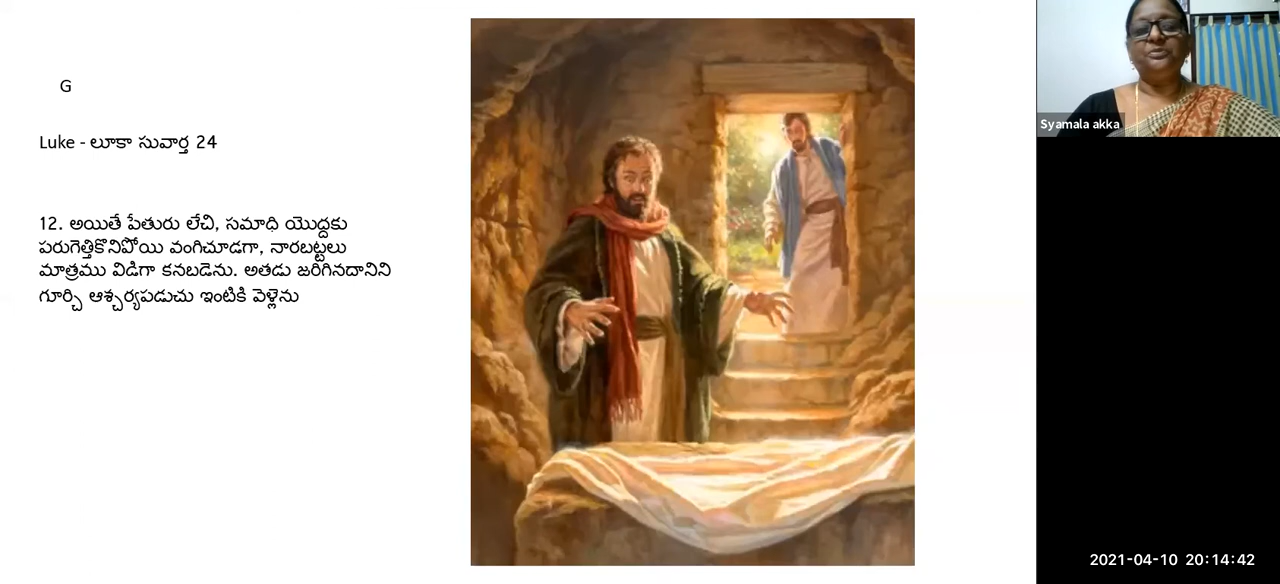 G
Luke - లూకా సువార్త 24
12. అయితే పేతురు లేచి, సమాధి యొద్దకు
పరుగెత్తికొనిపోయి వంగిచూడగా, నారబట్టలు
మాత్రము విడిగా కనబడెను. అతడు జరిగినదానిని
గూర్చి ఆశ్చర్యపడుచు ఇంటికి వెళ్లెను
Syamala akka
2021-04-10 20:14:42